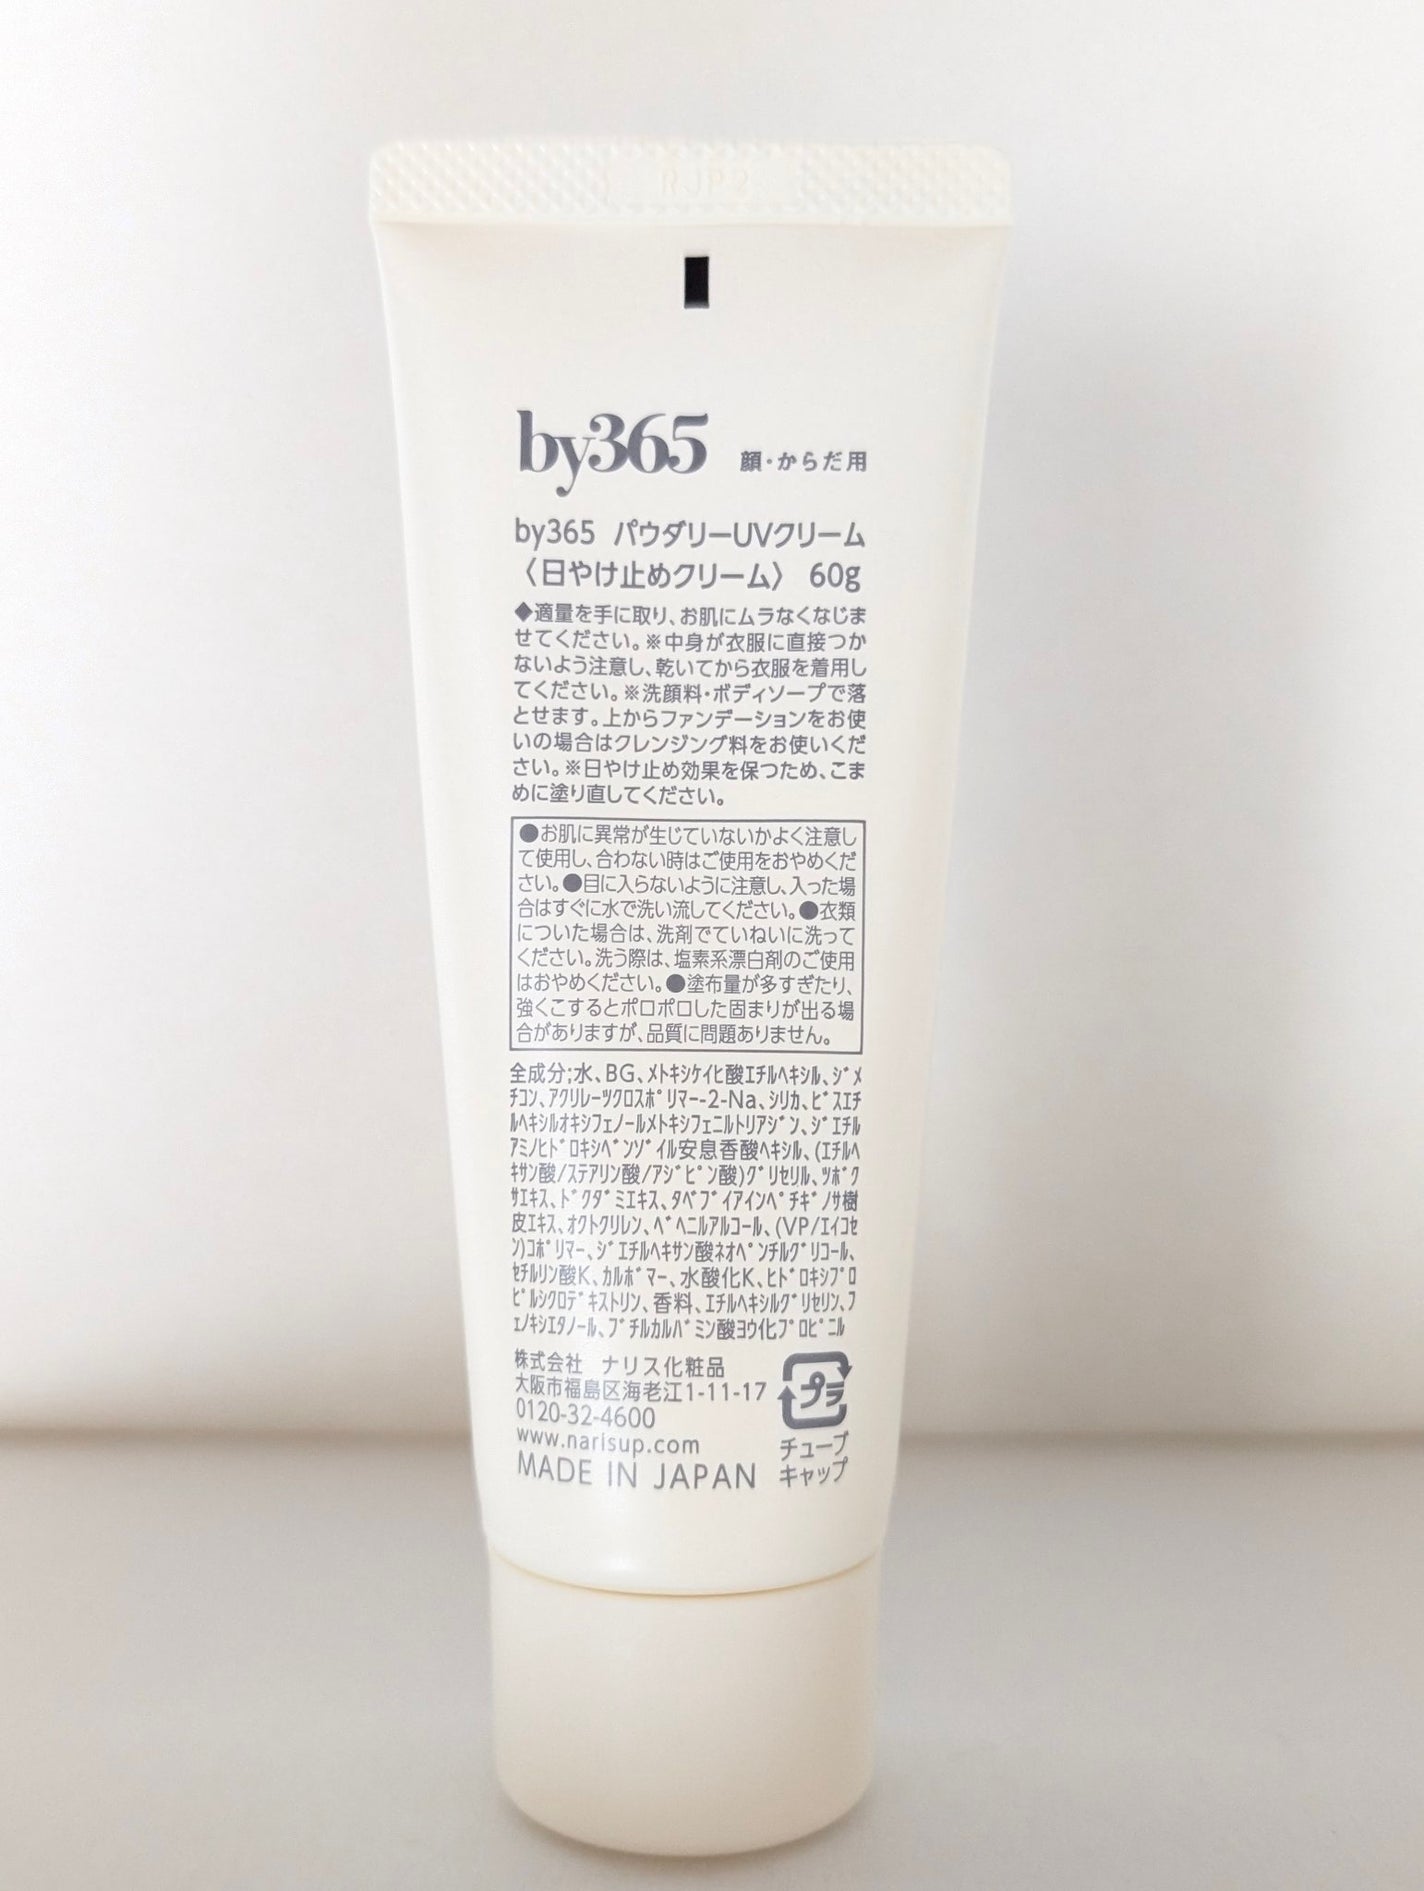 RJP2
by365 顔・からだ用
by365 パウダリーUVクリーム
〈日やけ止めクリーム〉 60g
◆適量を手に取り、お肌にムラなくなじま
せてください。※中身が衣服に直接つか
ないよう注意し、乾いてから衣服を着用し
てください。※洗顔料・ボディソープで落
とせます。上からファンデーションをお使
いの場合はクレンジング料をお使いくだ
さい。※日やけ止め効果を保つため、こま
めに塗り直してください。
●お肌に異常が生じていないかよく注意し
て使用し、合わない時はご使用をおやめくだ
さい。●目に入らないように注意し、入った場
合はすぐに水で洗い流してください。●衣類
についた場合は、洗剤でていねいに洗って
ください。洗う際は、塩素系漂白剤のご使用
はおやめください。●塗布量が多すぎたり、
強くこするとポロポロした固まりが出る場
合がありますが、品質に問題ありません。
全成分;水、BG、ﾒﾄｷｼｹｲﾋ酸ｴﾁﾙﾍｷｼﾙ、ｼﾞﾒ
ﾁｺﾝ、ｱｸﾘﾚｰﾂｸﾛｽﾎﾟﾘﾏｰ-2-Na、ｼﾘｶ、ﾋﾞｽｴﾁ
ﾙﾍｷｼﾙｵｷｼﾌｪﾉｰﾙﾒﾄｷｼﾌｪﾆﾙﾄﾘｱｼﾞﾝ、ｼﾞｴﾁﾙ
ｱﾐﾉﾋﾄﾞﾛｷｼﾍﾞﾝｿﾞｲﾙ安息香酸ﾍｷｼﾙ、(ｴﾁﾙﾍ
ｷｻﾝ酸/ｽﾃｱﾘﾝ酸/ｱｼﾞﾋﾟﾝ酸)ｸﾞﾘｾﾘﾙ、ﾂﾎﾞｸ
ｻｴｷｽ、ﾄﾞｸﾀﾞﾐｴｷｽ、ﾀﾍﾞﾌﾞｲｱｲﾝﾍﾟﾁｷﾞﾉｻ樹
皮ｴｷｽ、ｵｸﾄｸﾘﾚﾝ、ﾍﾞﾍﾆﾙｱﾙｺｰﾙ、(VP/ｴｲｺｾ
ﾝ)ｺﾎﾟﾘﾏｰ、ｼﾞｴﾁﾙﾍｷｻﾝ酸ﾈｵﾍﾟﾝﾁﾙｸﾞﾘｺｰﾙ、
ｾﾁﾙﾘﾝ酸K、ｶﾙﾎﾞﾏｰ、水酸化K、ﾋﾄﾞﾛｷｼﾌﾟﾛ
ﾋﾟﾙｼｸﾛﾃﾞｷｽﾄﾘﾝ、香料、ｴﾁﾙﾍｷｼﾙｸﾞﾘｾﾘﾝ、ﾌ
ｪﾉｷｼｴﾀﾉｰﾙ、ﾌﾞﾁﾙｶﾙﾊﾞﾐﾝ酸ﾖｳ化ﾌﾟﾛﾋﾟﾆﾙ
株式会社 ナリス化粧品
大阪市福島区海老江1-11-17
0120-32-4600
www.narisup.com
MADE IN JAPAN
プラ
チューブ
キャップ